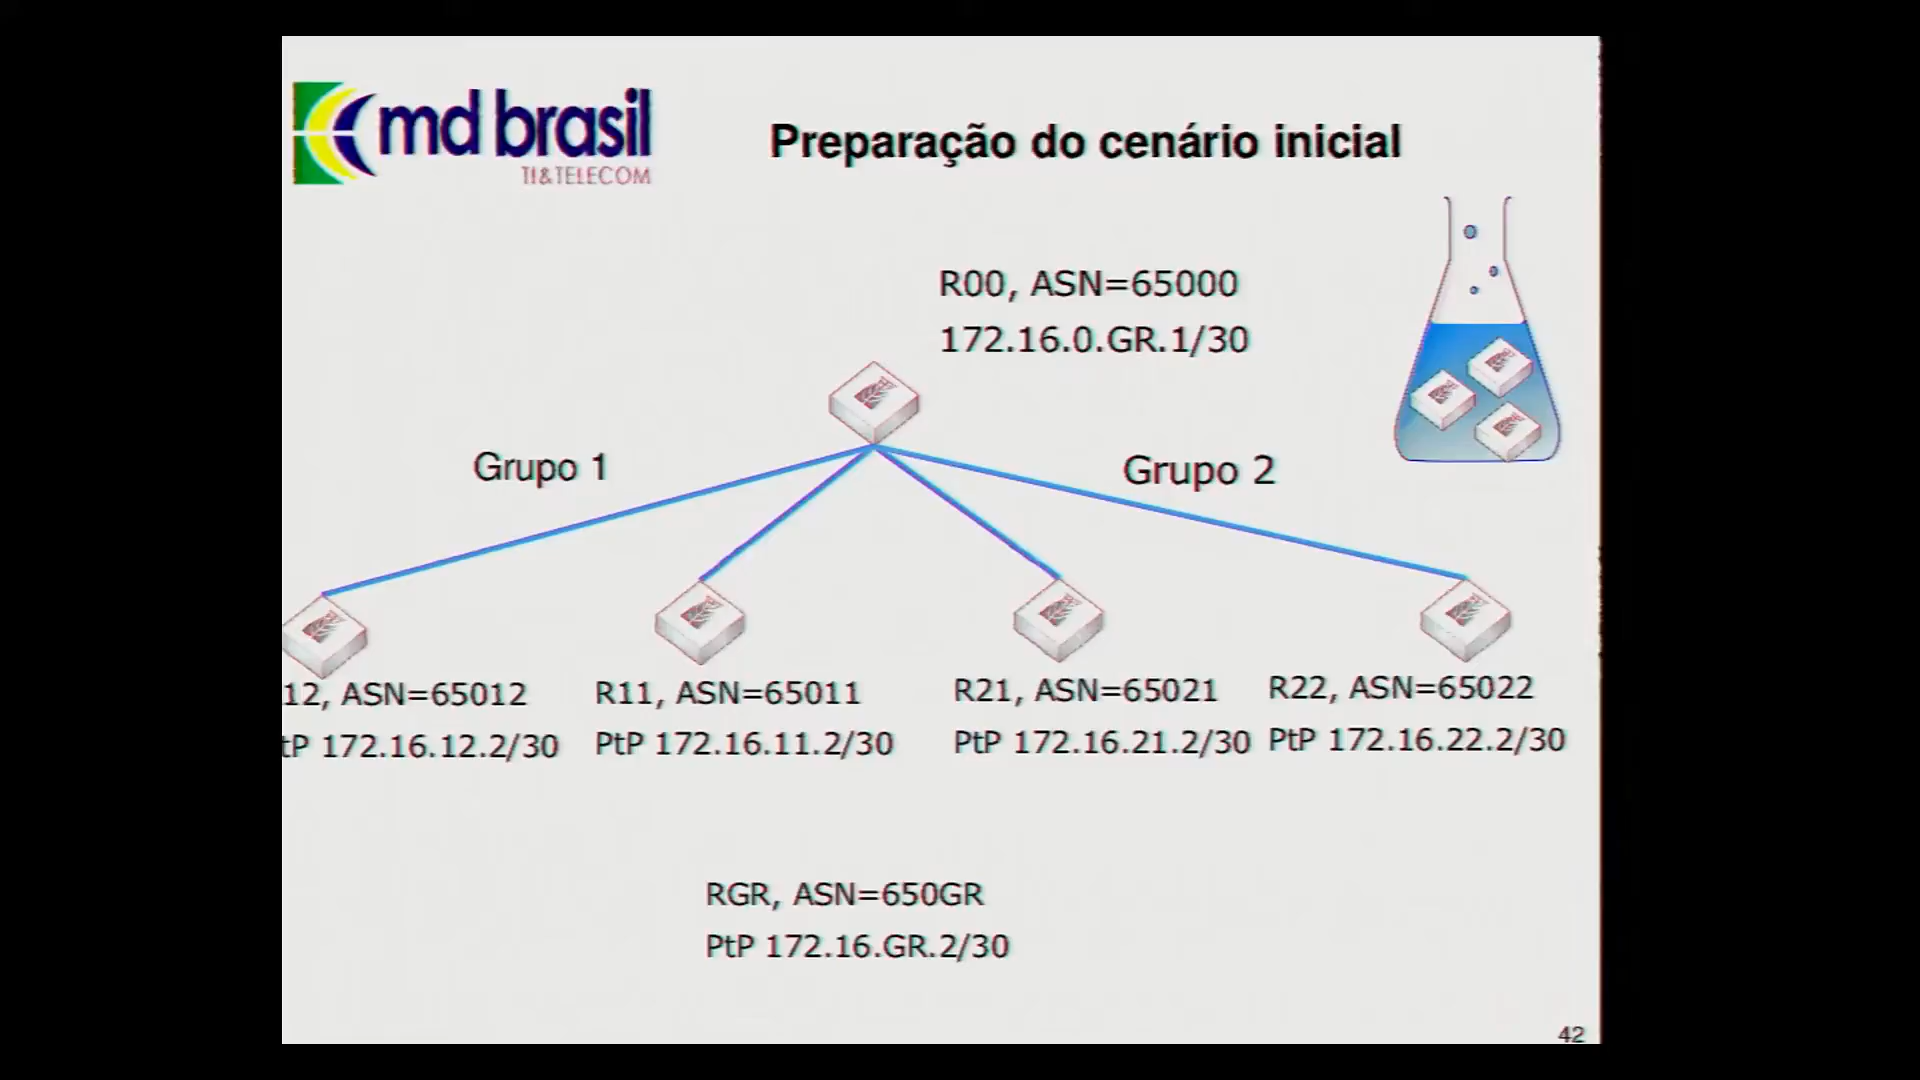 md brasil
TI&TELECOM
Preparação do cenário inicial
R00, ASN=65000
172.16.0.GR.1/30
Grupo 1
Grupo 2
12, ASN=65012
tP 172.16.12.2/30
R11, ASN=65011
PtP 172.16.11.2/30
R21, ASN=65021
PtP 172.16.21.2/30
R22, ASN=65022
PtP 172.16.22.2/30
RGR, ASN=650GR
PtP 172.16.GR.2/30
42